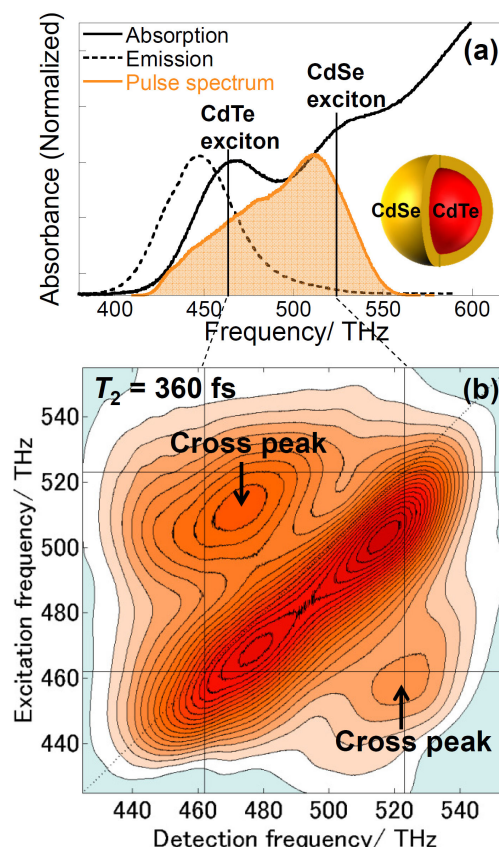 Absorption
Emission
Pulse spectrum
(a)
CdTe exciton
CdSe exciton
Absorbance (Normalized)
CdSe
CdTe
400 450 500 550 600
Frequency/ THz
T2 = 360 fs
(b)
Cross peak
Cross peak
Excitation frequency/ THz
540
520
500
480
460
440
440 460 480 500 520 540
Detection frequency/ THz